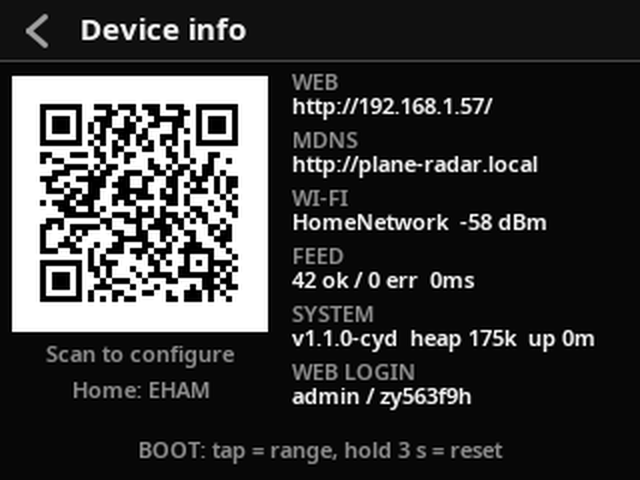 Device info
WEB
http://192.168.1.57/
MDNS
http://plane-radar.local
WI-FI
HomeNetwork -58 dBm
FEED
42 ok / 0 err 0ms
SYSTEM
v1.1.0-cyd heap 175k up 0m
WEB LOGIN
admin / zy563f9h
Scan to configure
Home: EHAM
BOOT: tap = range, hold 3 s = reset